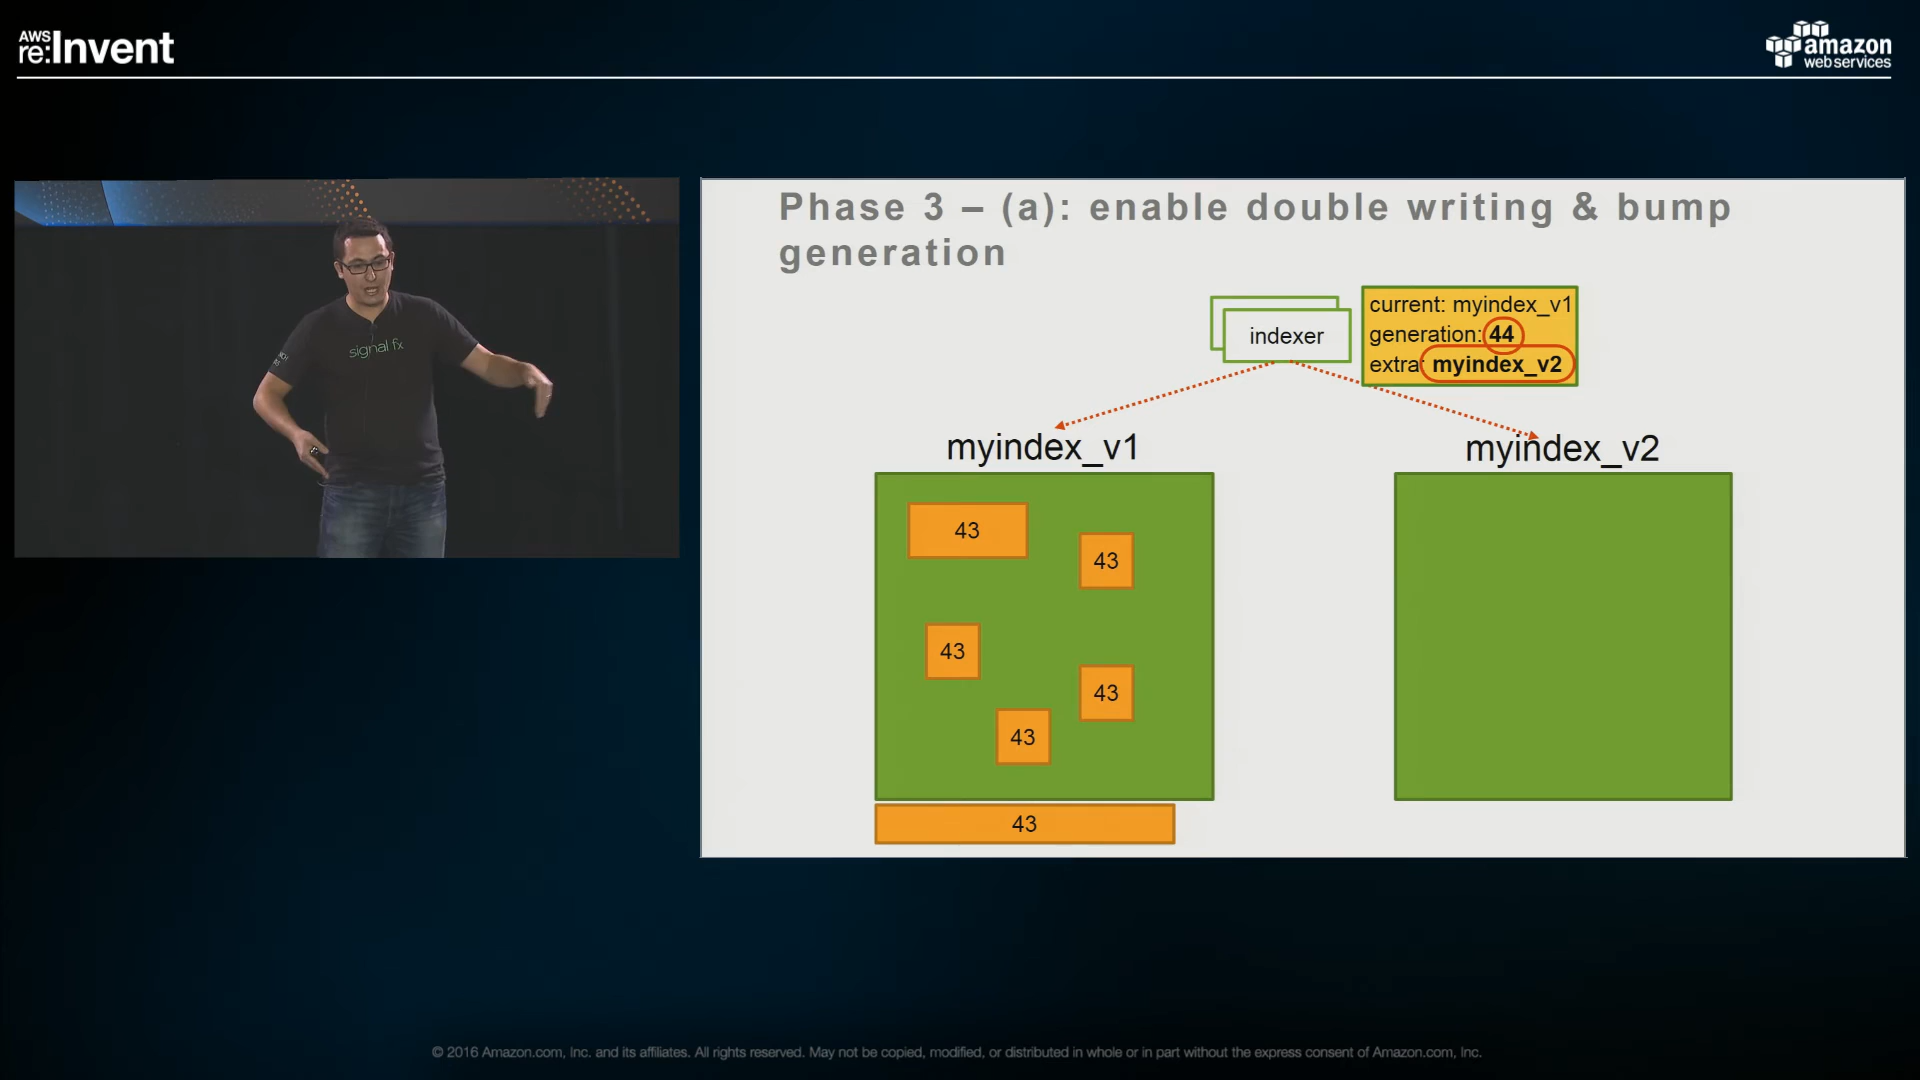 AWS
re:Invent
amazon
web services
signal fx
Phase 3 – (a): enable double writing & bump
generation
indexer
current: myindex_v1
generation: 44
extra: myindex_v2
myindex_v1
myindex_v2
43
43
43
43
43
43
© 2016 Amazon.com, Inc. and its affiliates. All rights reserved. May not be copied, modified, or distributed in whole or in part without the express consent of Amazon.com, Inc.